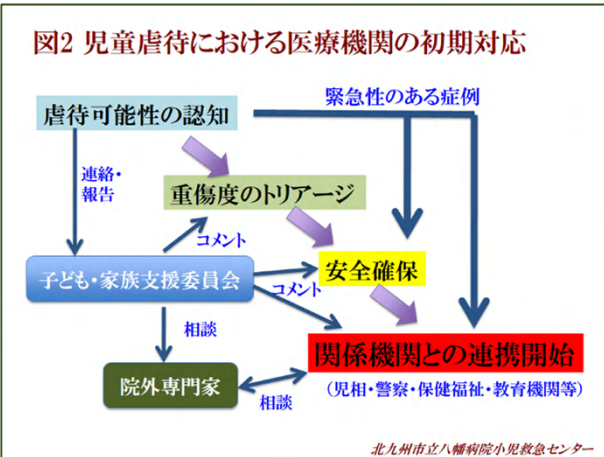 図2 児童虐待における医療機関の初期対応
緊急性のある症例
虐待可能性の認知
連絡・
報告
重傷度のトリアージ
コメント
安全確保
子ども・家族支援委員会
コメント
相談
関係機関との連携開始
(児相・警察・保健福祉・教育機関等)
院外専門家
相談
北九州市立八幡病院小児救急センター